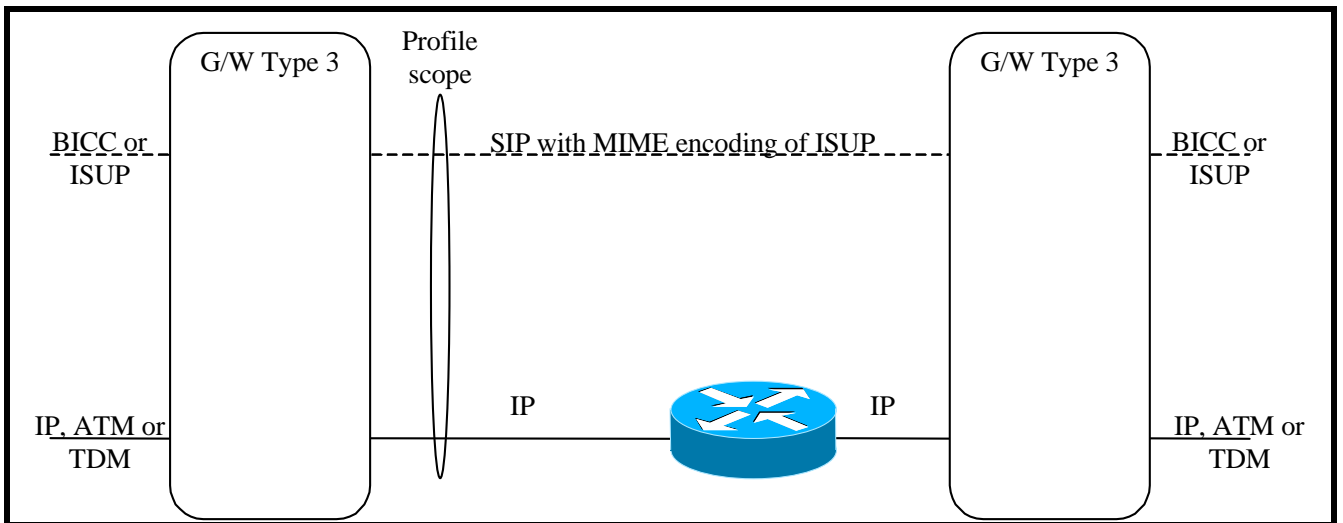 G/W Type 3
Profile
scope
G/W Type 3
BICC or
ISUP
SIP with MIME encoding of ISUP
BICC or
ISUP
IP, ATM or
TDM
IP
IP
IP, ATM or
TDM